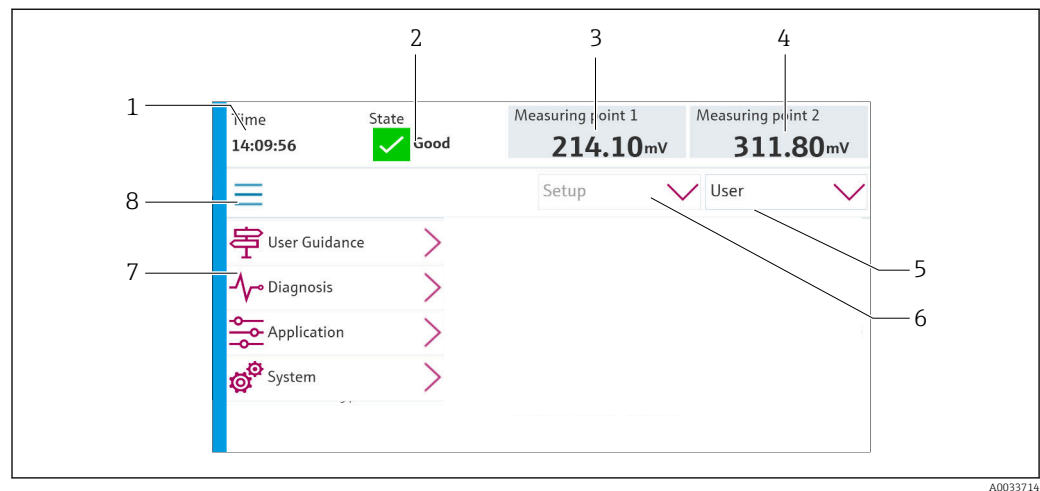 2 3 4
1
Time State Measuring point 1 Measuring point 2
14:09:56 Good 214.10mV 311.80mV
8 Setup User
User Guidance
7 Diagnosis 5
Application 6
System
A0033714